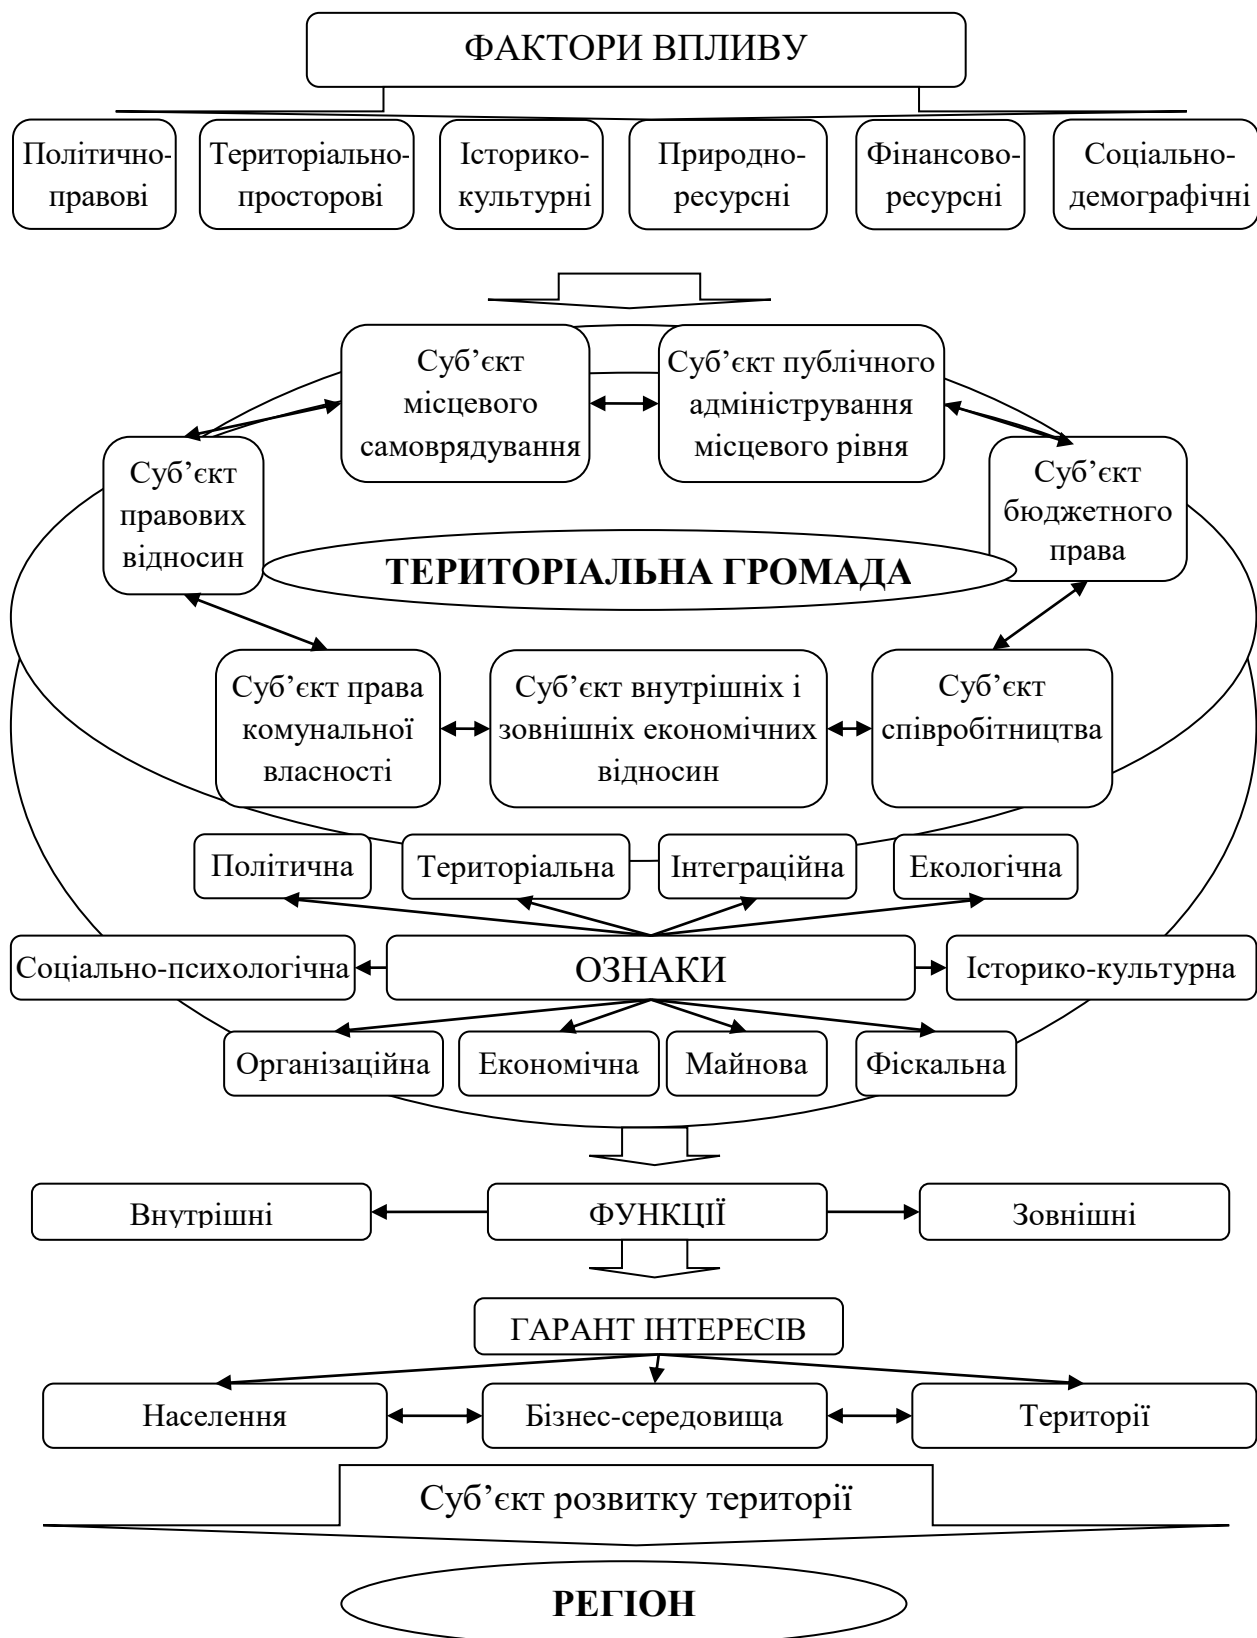 ФАКТОРИ ВПЛИВУ
Політично-
правові
Територіально-
просторові
Історико-
культурні
Природно-
ресурсні
Фінансово-
ресурсні
Соціально-
демографічні
Суб’єкт
місцевого
самоврядування
Суб’єкт публічного
адміністрування
місцевого рівня
Суб’єкт
правових
відносин
Суб’єкт
бюджетного
права
ТЕРИТОРІАЛЬНА ГРОМАДА
Суб’єкт права
комунальної
власності
Суб’єкт внутрішніх і
зовнішніх економічних
відносин
Суб’єкт
співробітництва
Політична
Територіальна
Інтеграційна
Екологічна
Соціально-психологічна
ОЗНАКИ
Історико-культурна
Організаційна
Економічна
Майнова
Фіскальна
Внутрішні
ФУНКЦІЇ
Зовнішні
ГАРАНТ ІНТЕРЕСІВ
Населення
Бізнес-середовища
Території
Суб’єкт розвитку території
РЕГІОН